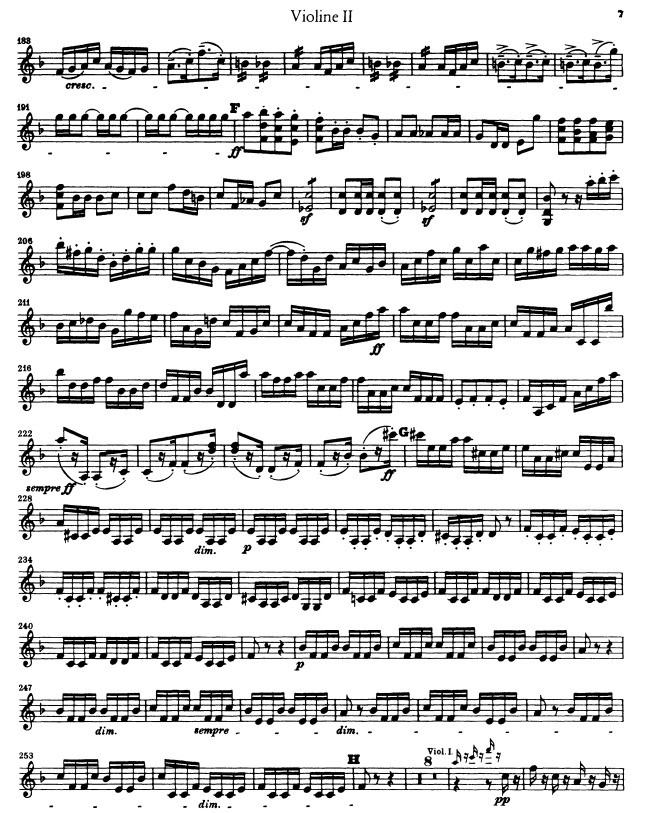 Violine II 7
183
cresc.
191
F
ff
198
sf sf
206
211
ff
216
222
G
sempre ff ff
228
dim. p
234
240
p
247
dim. sempre dim.
253
H Viol. I. 8
dim. pp